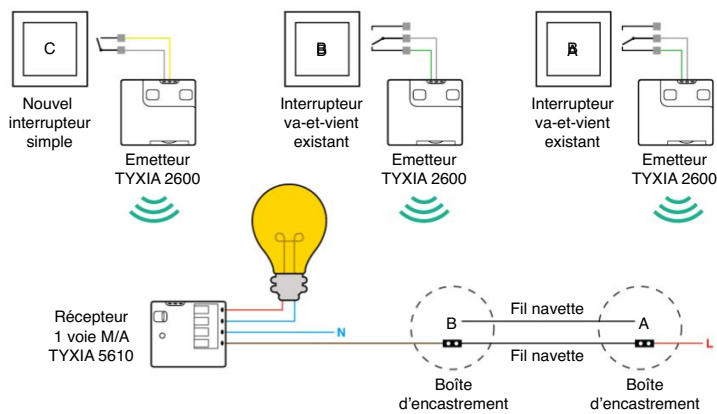 C
B
A
Nouvel
interrupteur
simple
Interrupteur
va-et-vient
existant
Interrupteur
va-et-vient
existant
Emetteur
TYXIA 2600
Emetteur
TYXIA 2600
Emetteur
TYXIA 2600
Récepteur
1 voie M/A
TYXIA 5610
N
B
Fil navette
A
Fil navette
L
Boîte
d'encastrement
Boîte
d'encastrement